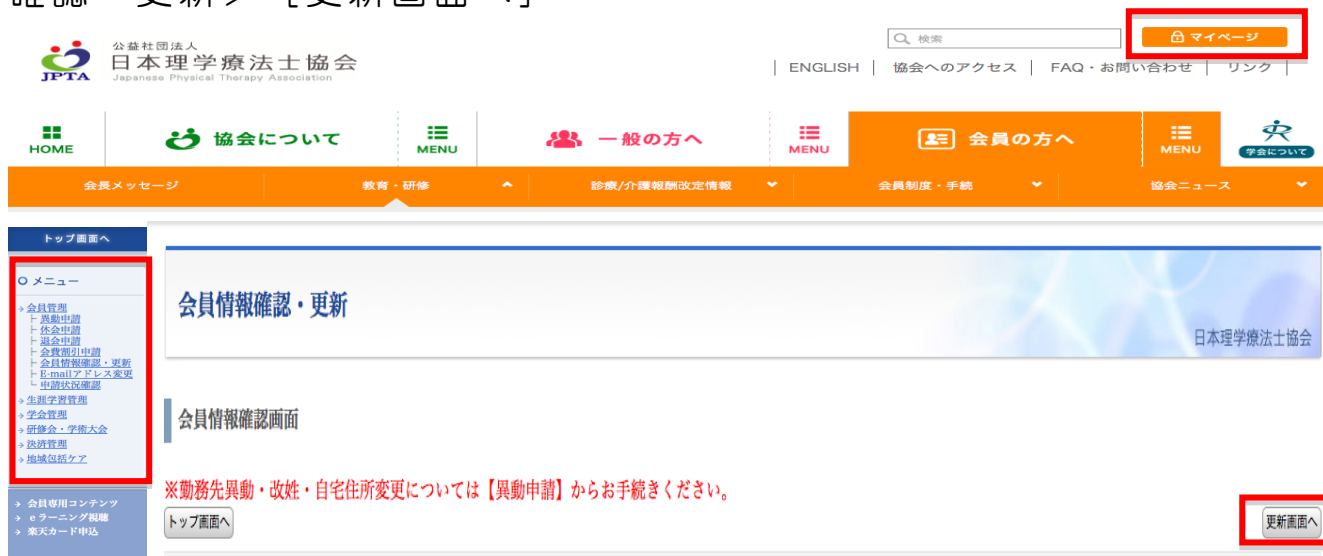 確認・更新＞［更新画面へ］
公益社団法人
日本理学療法士協会
Japanese Physical Therapy Association
JPTA
検索
マイページ
ENGLISH │ 協会へのアクセス │ FAQ・お問い合わせ │ リンク │
HOME
協会について
MENU
一般の方へ
MENU
会員の方へ
MENU
学会について
会長メッセージ
教育・研修
診療/介護報酬改定情報
会員制度・手続
協会ニュース
トップ画面へ
メニュー
会員管理
異動申請
休会申請
退会申請
会費割引申請
会員情報確認・更新
E-mailアドレス変更
申請状況確認
生涯学習管理
学会管理
研修会・学術大会
決済管理
地域包括ケア
会員専用コンテンツ
eラーニング視聴
楽天カード申込
会員情報確認・更新
日本理学療法士協会
会員情報確認画面
※勤務先異動・改姓・自宅住所変更については【異動申請】からお手続きください。
トップ画面へ
更新画面へ